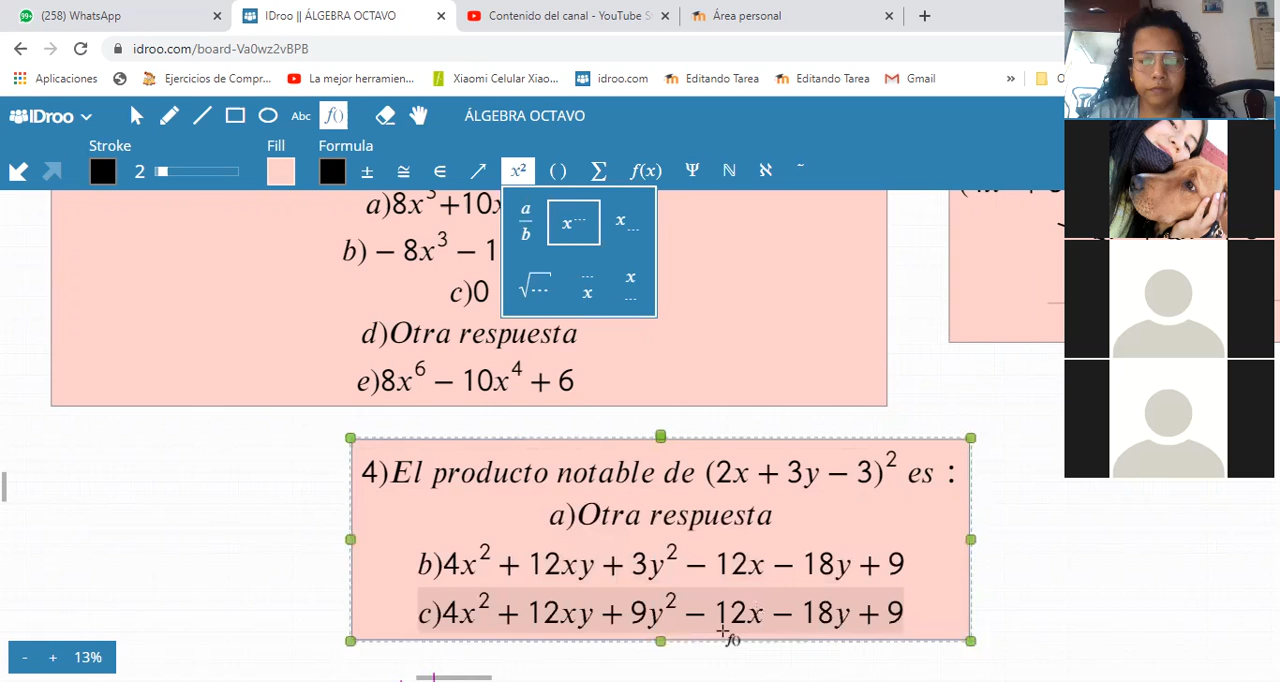 (258) WhatsApp
IDroo || ÁLGEBRA OCTAVO
Contenido del canal - YouTube S
Área personal
idroo.com/board-Va0wz2vBPB
Aplicaciones
Ejercicios de Compr...
La mejor herramien...
Xiaomi Celular Xiao...
idroo.com
Editando Tarea
Editando Tarea
Gmail
»
IDroo
Abc
f()
ÁLGEBRA OCTAVO
Stroke
Fill
Formula
2
± ≅ ∈ x² ( ) ∑ f(x) Ψ ℕ ℵ ~
a/b x^... x_...
√... ... x x ...
a)8x³+10x
b) − 8x³ − 1
c)0
d)Otra respuesta
e)8x⁶ − 10x⁴ + 6
4)El producto notable de (2x + 3y − 3)² es :
a)Otra respuesta
b)4x² + 12xy + 3y² − 12x − 18y + 9
c)4x² + 12xy + 9y² − 12x − 18y + 9
f()
- + 13%